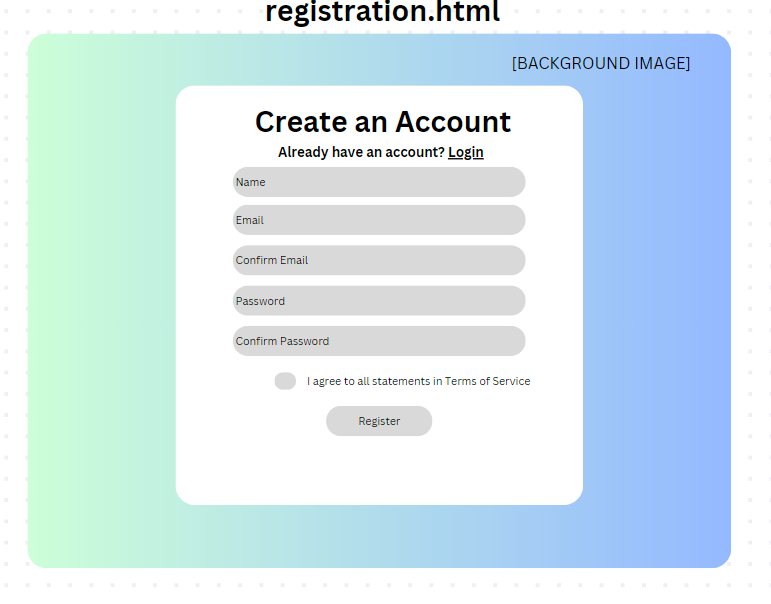 registration.html
[BACKGROUND IMAGE]
Create an Account
Already have an account? Login
Name
Email
Confirm Email
Password
Confirm Password
I agree to all statements in Terms of Service
Register